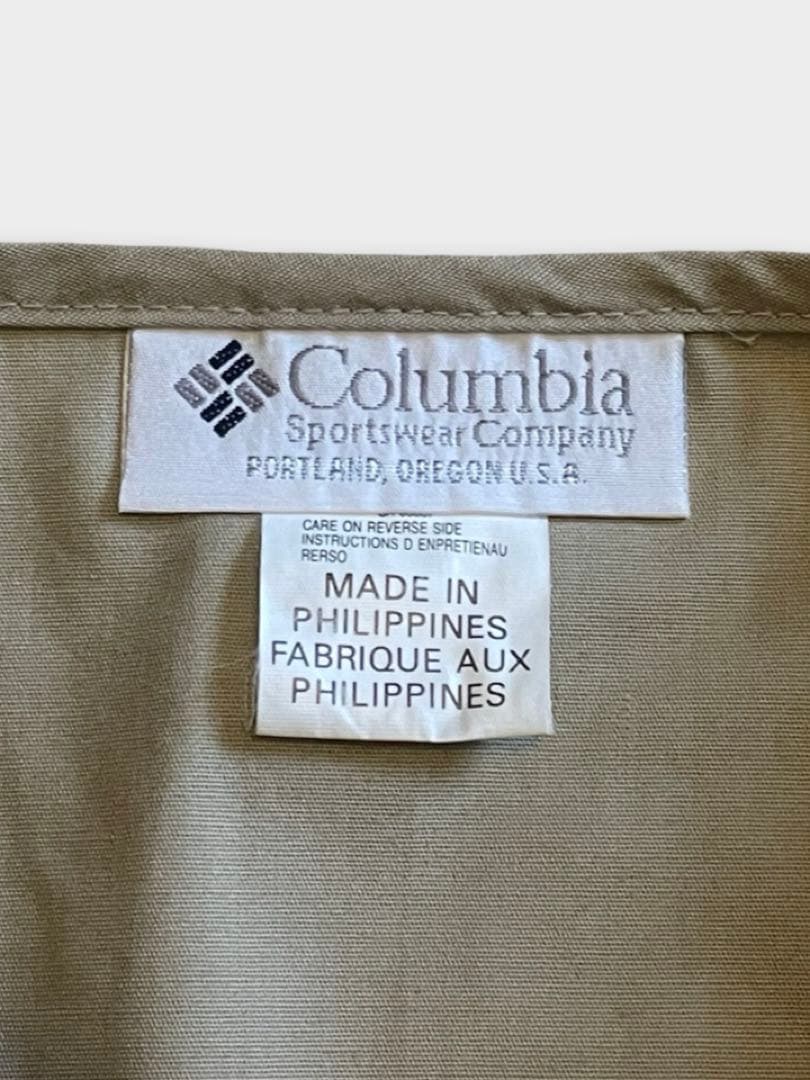 Columbia
Sportswear Company
PORTLAND, OREGON U.S.A.
CARE ON REVERSE SIDE
INSTRUCTIONS D ENPRETIENAU
RERSO
MADE IN
PHILIPPINES
FABRIQUE AUX
PHILIPPINES